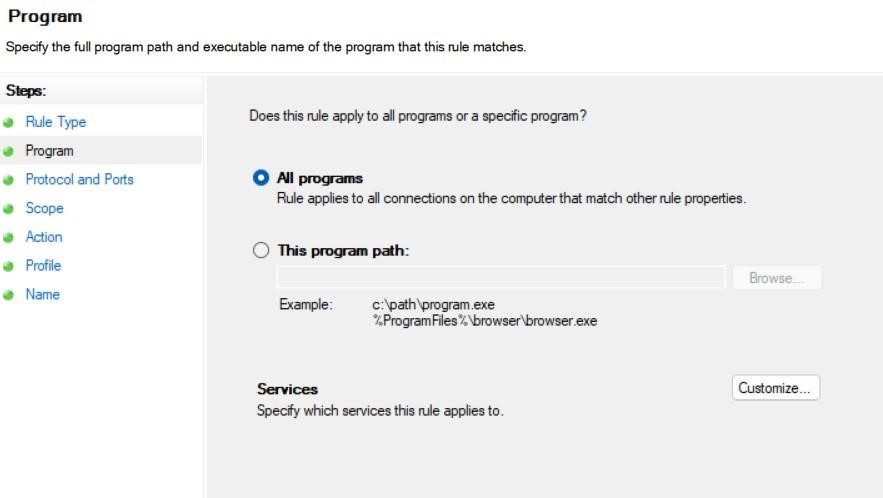 Program
Specify the full program path and executable name of the program that this rule matches.
Steps:
Rule Type
Program
Protocol and Ports
Scope
Action
Profile
Name
Does this rule apply to all programs or a specific program?
All programs
Rule applies to all connections on the computer that match other rule properties.
This program path:
Browse...
Example: c:\path\program.exe
%ProgramFiles%\browser\browser.exe
Services
Customize...
Specify which services this rule applies to.